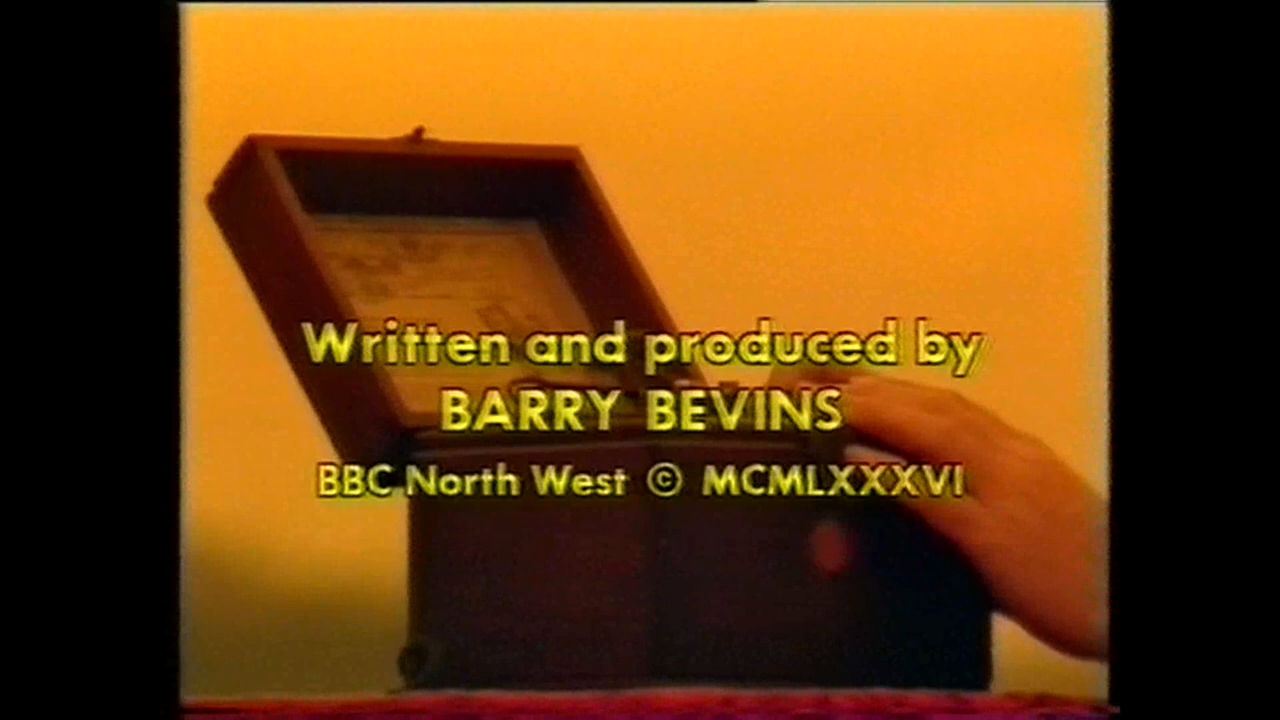 Written and produced by
BARRY BEVINS
BBC North West © MCMLXXXVI